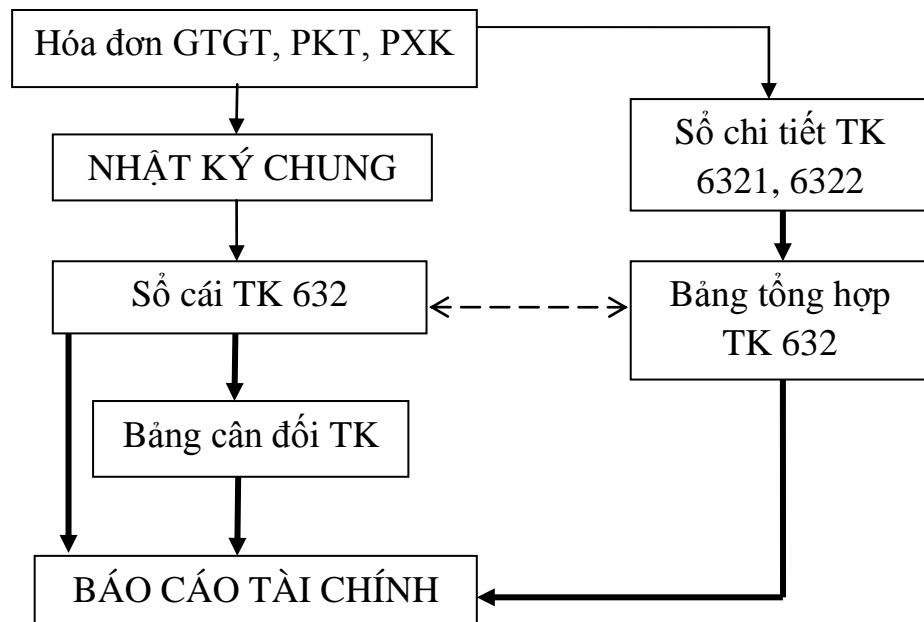 Hóa đơn GTGT, PKT, PXK
NHẬT KÝ CHUNG
Sổ chi tiết TK
6321, 6322
Sổ cái TK 632
Bảng tổng hợp
TK 632
Bảng cân đối TK
BÁO CÁO TÀI CHÍNH